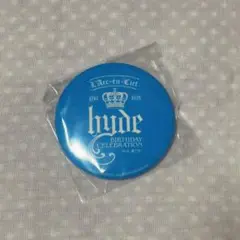 L'Arc~en~Ciel
hyde
BIRTHDAY
CELEBRATION